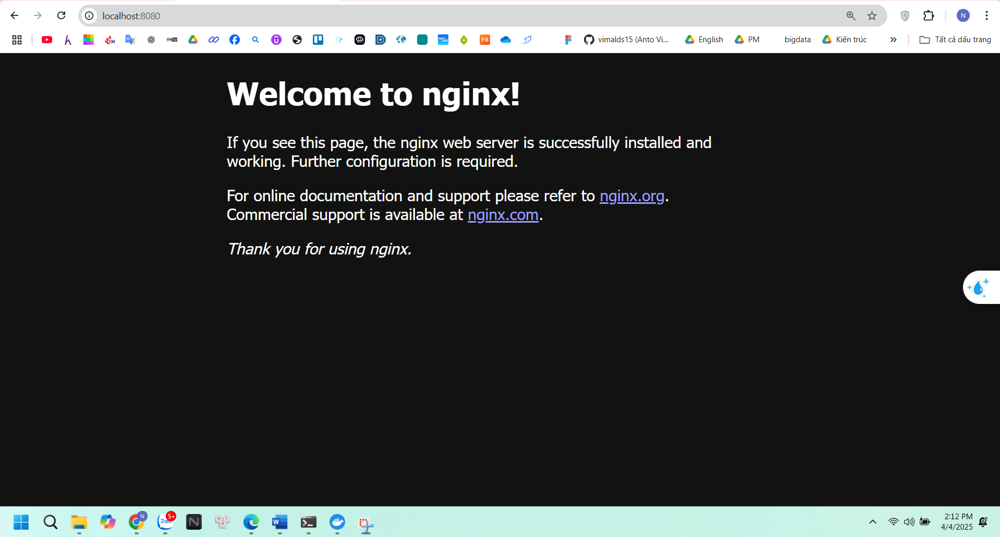 localhost:8080
N
vimalds15 (Anto Vi...
English
PM
bigdata
Kiến trúc
Tất cả dấu trang
Welcome to nginx!
If you see this page, the nginx web server is successfully installed and
working. Further configuration is required.
For online documentation and support please refer to nginx.org.
Commercial support is available at nginx.com.
Thank you for using nginx.
N
Zalo
5+
N
W
2:12 PM
4/4/2025